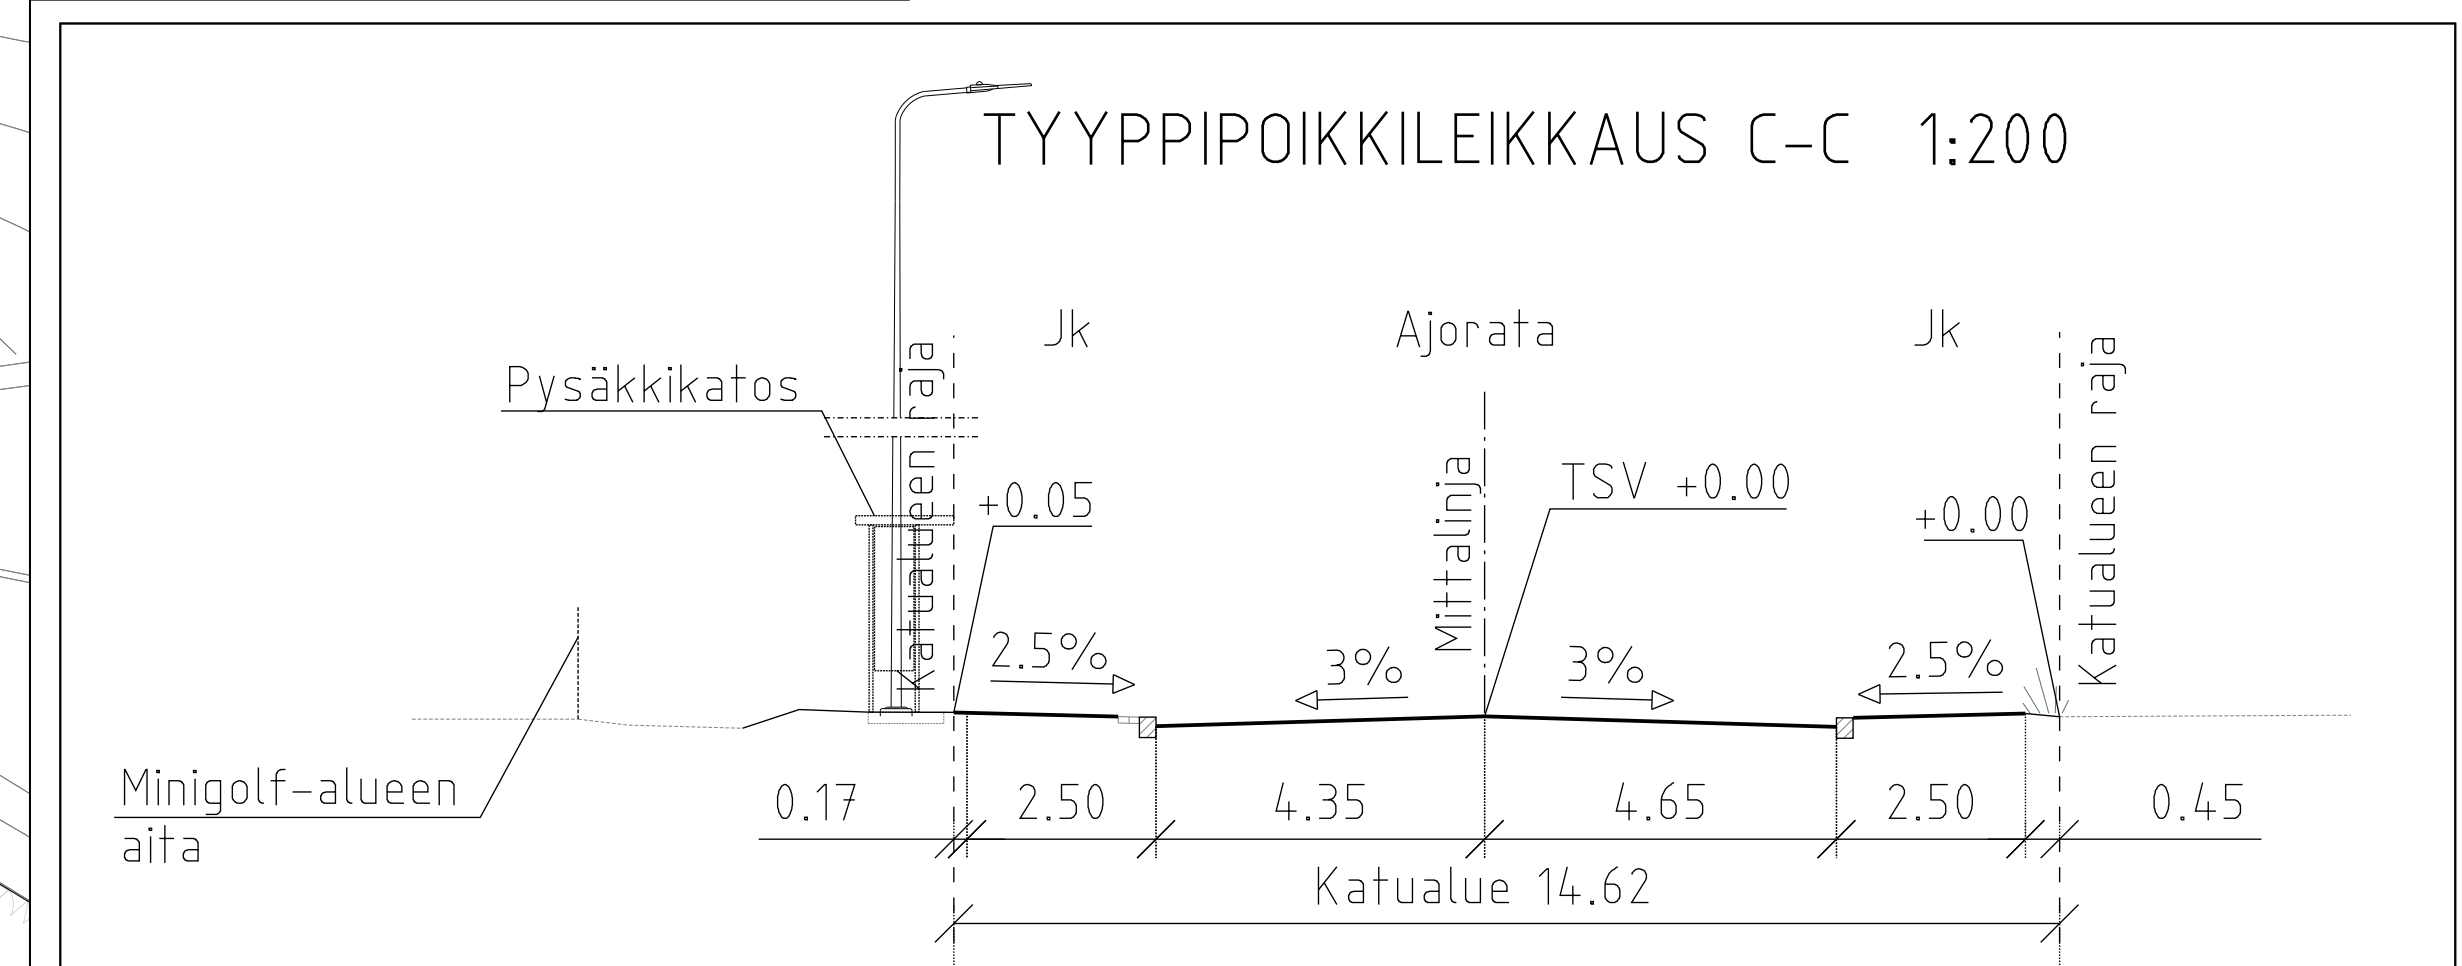 TYYPPIPOIKKILEIKKAUS C-C 1:200
Jk
Ajorata
Jk
Pysäkkikatos
Katualueen raja
Mittalinja
Katualueen raja
+0.05
TSV +0.00
+0.00
2.5%
3%
3%
2.5%
Minigolf-alueen
aita
0.17
2.50
4.35
4.65
2.50
0.45
Katualue 14.62